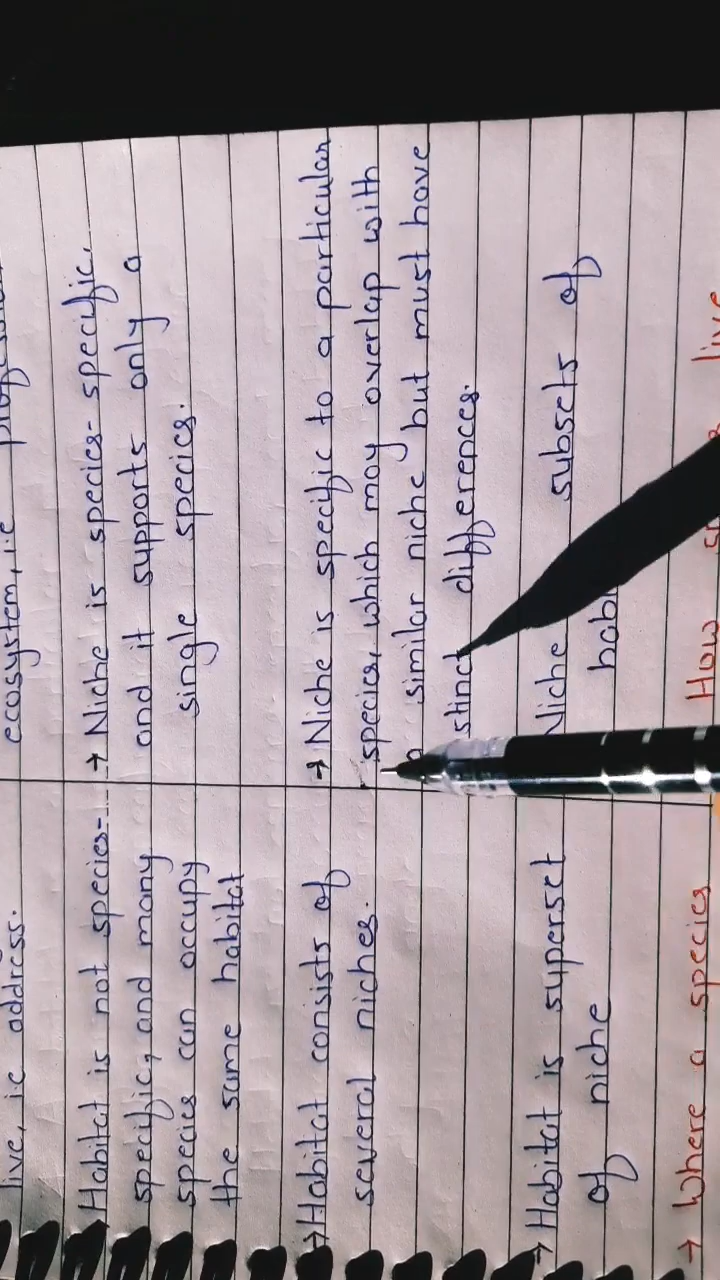 live, i.e address.
Habitat is not species-
specific, and many
species can occupy
the same habitat
→ Habitat consists of
several niches.
→ Habitat is superset
of niche
→ Where a species
ecosystem, i.e
→ Niche is species-specific,
and it supports only a
single species.
→ Niche is specific to a particular
species, which may overlap with
a similar niche but must have
differences.
Niche subsets of
How live